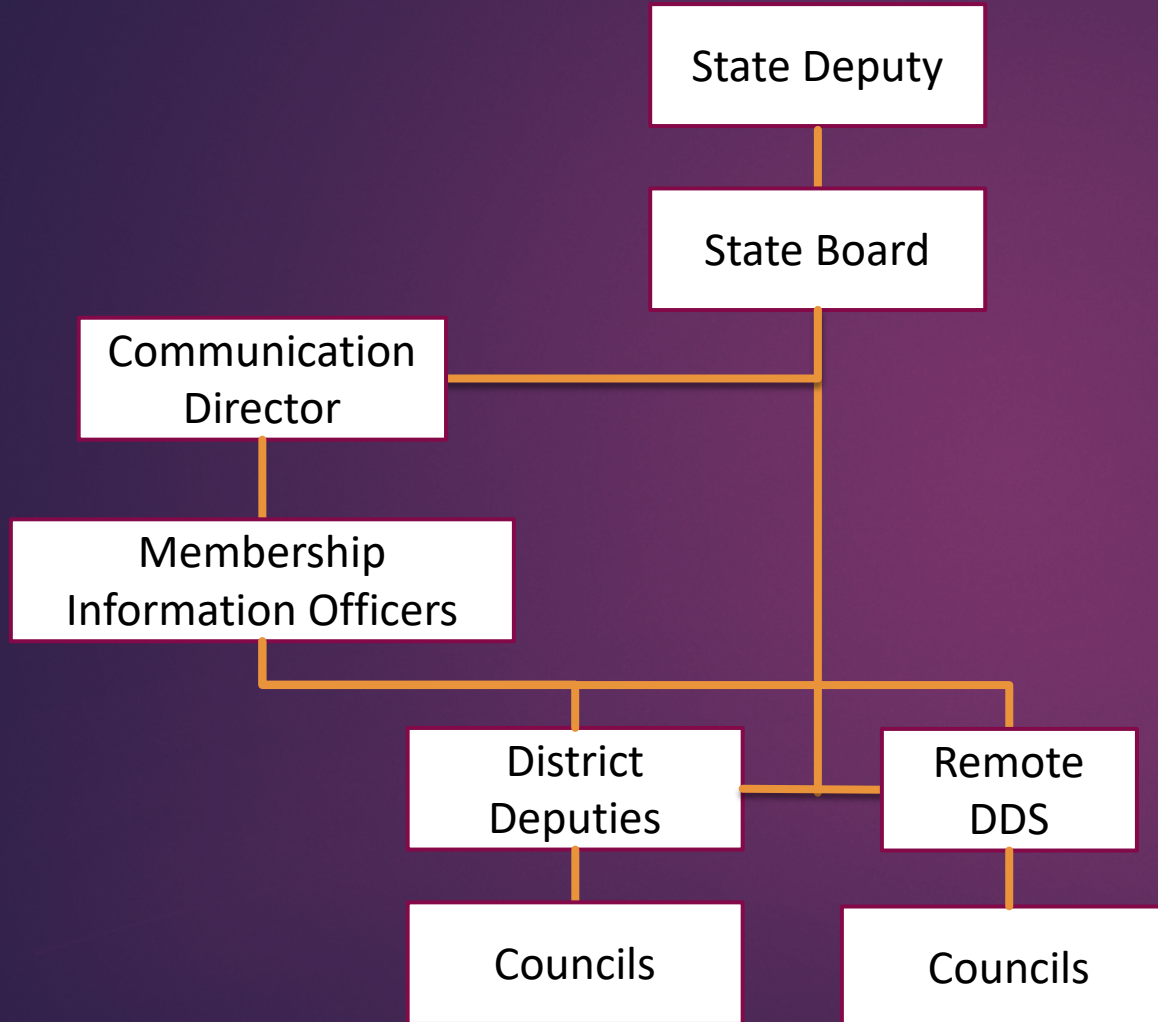 State Deputy
State Board
Communication
Director
Membership
Information Officers
District
Deputies
Remote
DDS
Councils
Councils